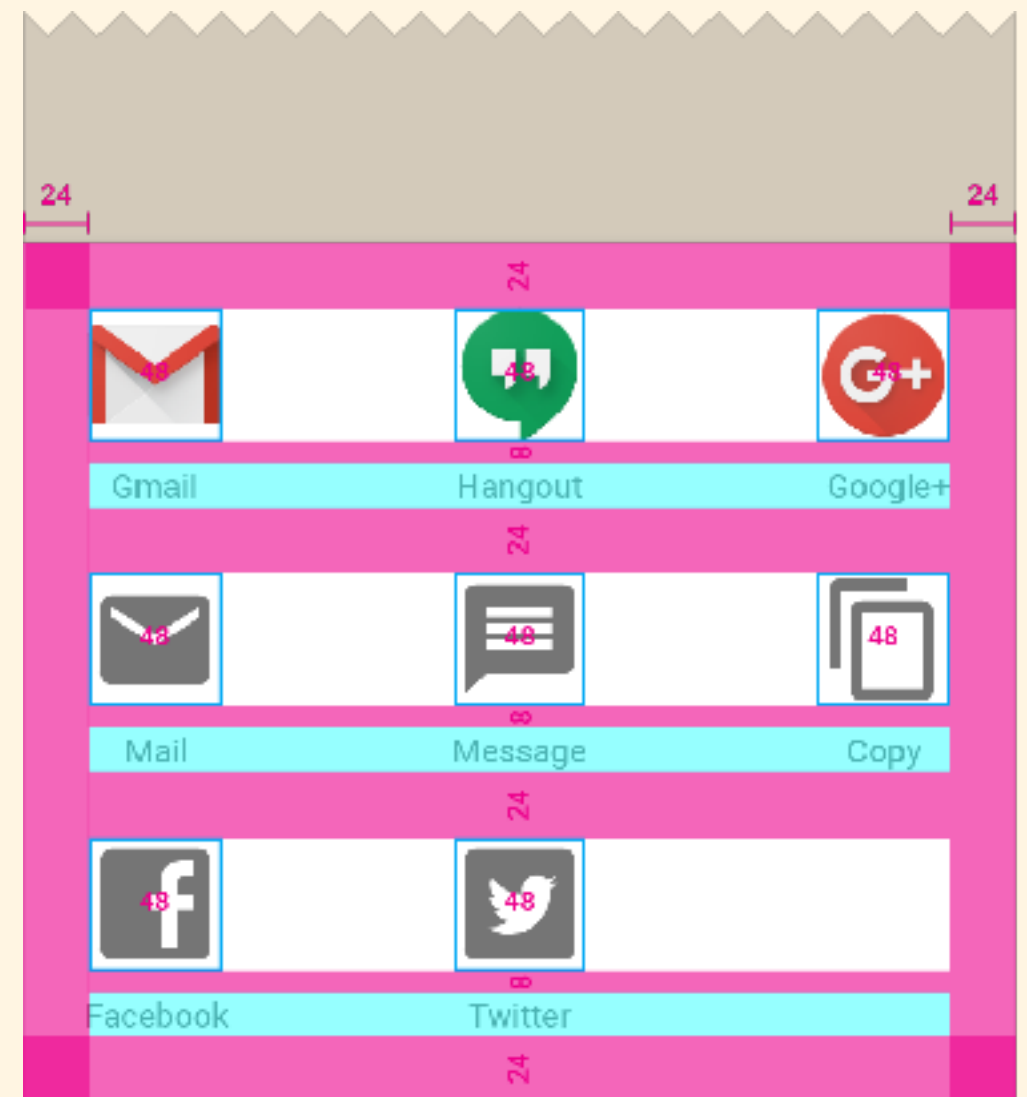 24 24
24
48 48 G+ 48
8
Gmail Hangout Google+
24
48 48 48
8
Mail Message Copy
24
f 48 48
8
Facebook Twitter
24